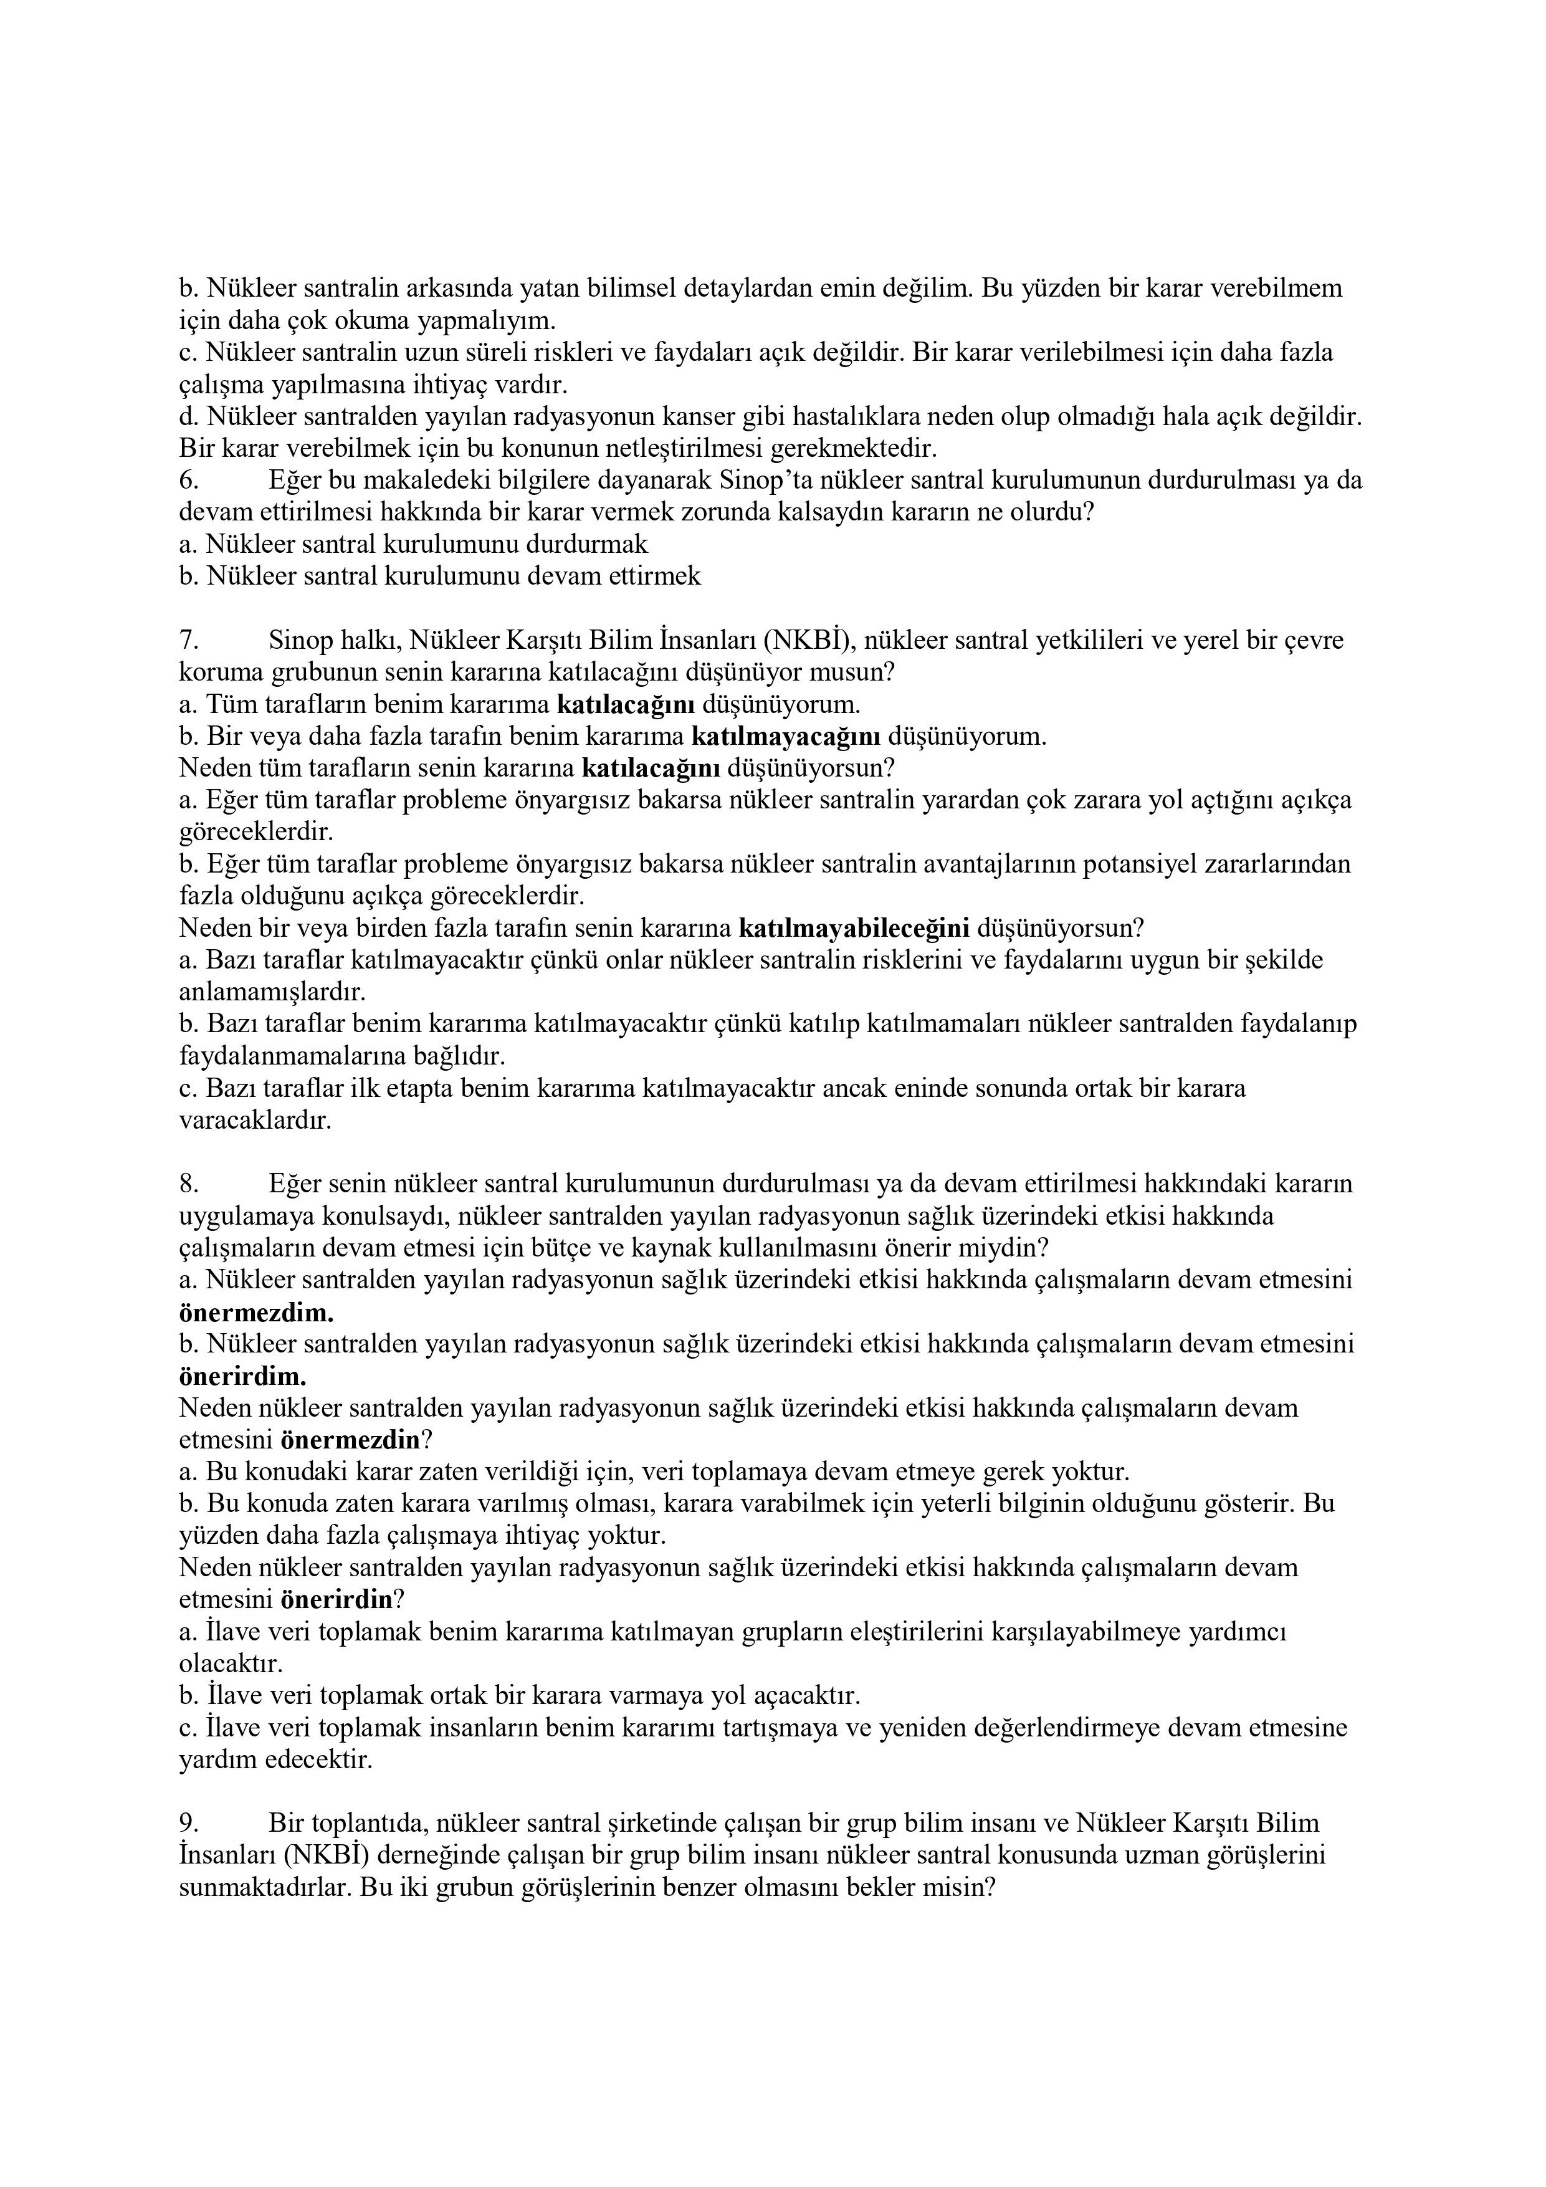 b. Nükleer santralin arkasında yatan bilimsel detaylardan emin değilim. Bu yüzden bir karar verebilmem
için daha çok okuma yapmalıyım.
c. Nükleer santralin uzun süreli riskleri ve faydaları açık değildir. Bir karar verilebilmesi için daha fazla
çalışma yapılmasına ihtiyaç vardır.
d. Nükleer santralden yayılan radyasyonun kanser gibi hastalıklara neden olup olmadığı hala açık değildir.
Bir karar verebilmek için bu konunun netleştirilmesi gerekmektedir.
6. Eğer bu makaledeki bilgilere dayanarak Sinop’ta nükleer santral kurulumunun durdurulması ya da
devam ettirilmesi hakkında bir karar vermek zorunda kalsaydın kararın ne olurdu?
a. Nükleer santral kurulumunu durdurmak
b. Nükleer santral kurulumunu devam ettirmek
7. Sinop halkı, Nükleer Karşıtı Bilim İnsanları (NKBİ), nükleer santral yetkilileri ve yerel bir çevre
koruma grubunun senin kararına katılacağını düşünüyor musun?
a. Tüm tarafların benim kararıma katılacağını düşünüyorum.
b. Bir veya daha fazla tarafın benim kararıma katılmayacağını düşünüyorum.
Neden tüm tarafların senin kararına katılacağını düşünüyorsun?
a. Eğer tüm taraflar probleme önyargısız bakarsa nükleer santralin yarardan çok zarara yol açtığını açıkça
göreceklerdir.
b. Eğer tüm taraflar probleme önyargısız bakarsa nükleer santralin avantajlarının potansiyel zararlarından
fazla olduğunu açıkça göreceklerdir.
Neden bir veya birden fazla tarafın senin kararına katılmayabileceğini düşünüyorsun?
a. Bazı taraflar katılmayacaktır çünkü onlar nükleer santralin risklerini ve faydalarını uygun bir şekilde
anlamamışlardır.
b. Bazı taraflar benim kararıma katılmayacaktır çünkü katılıp katılmamaları nükleer santralden faydalanıp
faydalanmamalarına bağlıdır.
c. Bazı taraflar ilk etapta benim kararıma katılmayacaktır ancak eninde sonunda ortak bir karara
varacaklardır.
8. Eğer senin nükleer santral kurulumunun durdurulması ya da devam ettirilmesi hakkındaki kararın
uygulamaya konulsaydı, nükleer santralden yayılan radyasyonun sağlık üzerindeki etkisi hakkında
çalışmaların devam etmesi için bütçe ve kaynak kullanılmasını önerir miydin?
a. Nükleer santralden yayılan radyasyonun sağlık üzerindeki etkisi hakkında çalışmaların devam etmesini
önermezdim.
b. Nükleer santralden yayılan radyasyonun sağlık üzerindeki etkisi hakkında çalışmaların devam etmesini
önerirdim.
Neden nükleer santralden yayılan radyasyonun sağlık üzerindeki etkisi hakkında çalışmaların devam
etmesini önermezdin?
a. Bu konudaki karar zaten verildiği için, veri toplamaya devam etmeye gerek yoktur.
b. Bu konuda zaten karara varılmış olması, karara varabilmek için yeterli bilginin olduğunu gösterir. Bu
yüzden daha fazla çalışmaya ihtiyaç yoktur.
Neden nükleer santralden yayılan radyasyonun sağlık üzerindeki etkisi hakkında çalışmaların devam
etmesini önerirdin?
a. İlave veri toplamak benim kararıma katılmayan grupların eleştirilerini karşılayabilmeye yardımcı
olacaktır.
b. İlave veri toplamak ortak bir karara varmaya yol açacaktır.
c. İlave veri toplamak insanların benim kararımı tartışmaya ve yeniden değerlendirmeye devam etmesine
yardım edecektir.
9. Bir toplantıda, nükleer santral şirketinde çalışan bir grup bilim insanı ve Nükleer Karşıtı Bilim
İnsanları (NKBİ) derneğinde çalışan bir grup bilim insanı nükleer santral konusunda uzman görüşlerini
sunmaktadırlar. Bu iki grubun görüşlerinin benzer olmasını bekler misin?